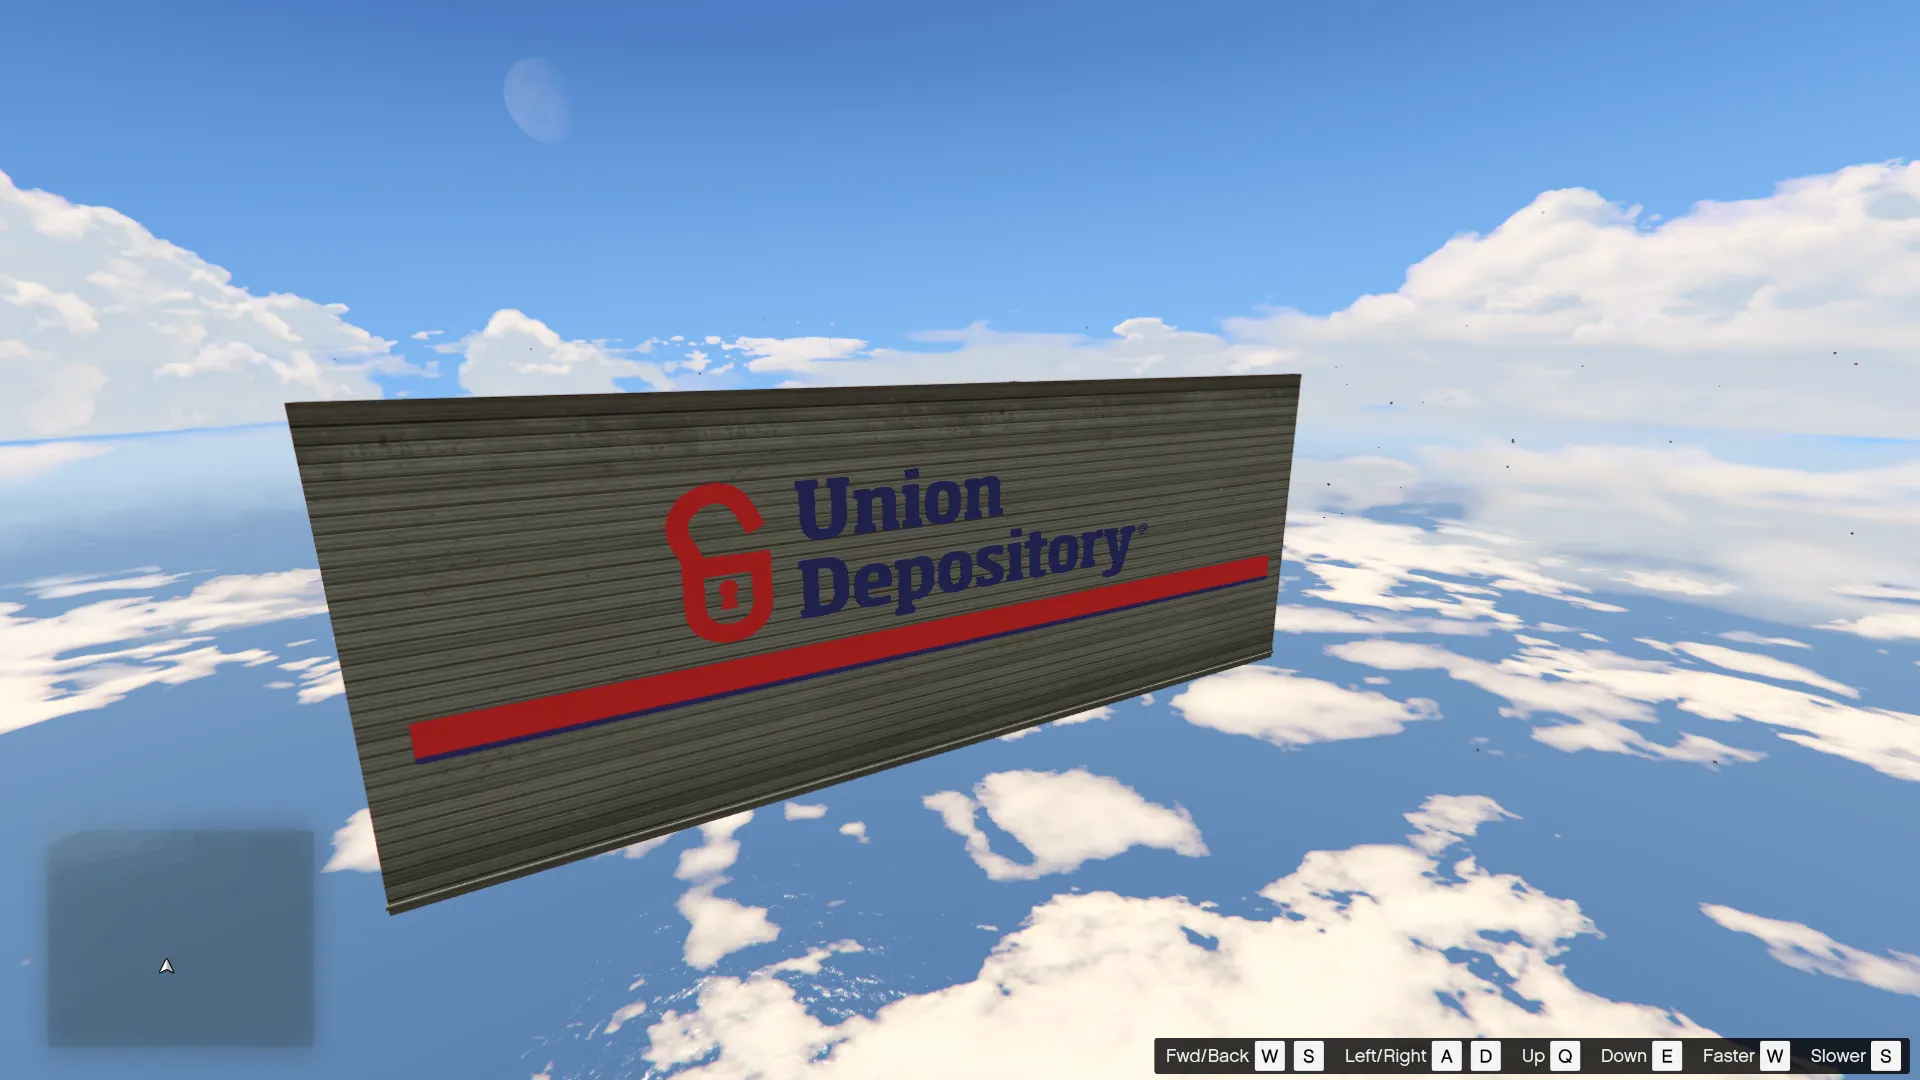 Union
Depository®
Fwd/Back W S Left/Right A D Up Q Down E Faster W Slower S